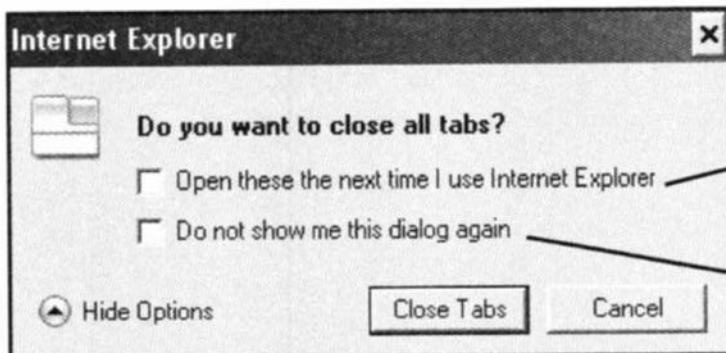 Internet Explorer
Do you want to close all tabs?
Open these the next time I use Internet Explorer
Do not show me this dialog again
Hide Options
Close Tabs
Cancel